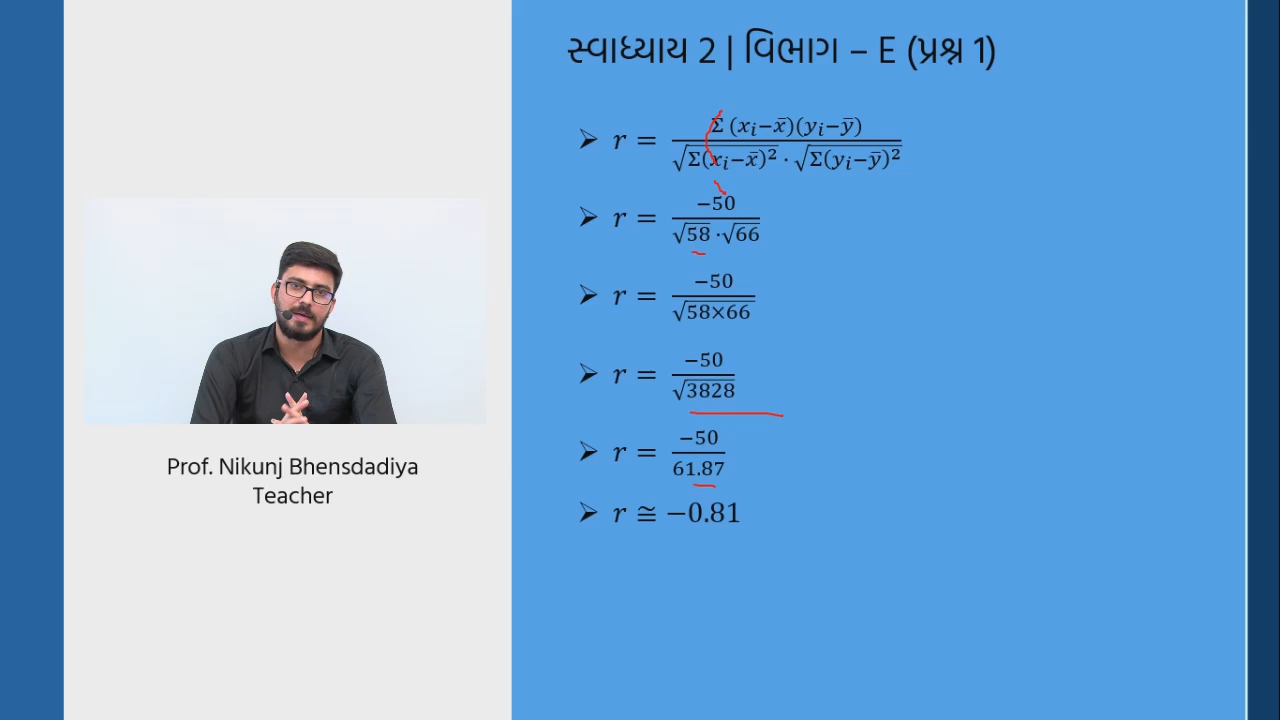 સ્વાધ્યાય 2 | વિભાગ – E (પ્રશ્ન 1)
➢ r = Σ (xᵢ−x̄)(yᵢ−ȳ) / √Σ(xᵢ−x̄)² · √Σ(yᵢ−ȳ)²
➢ r = −50 / √58 ·√66
➢ r = −50 / √58×66
➢ r = −50 / √3828
➢ r = −50 / 61.87
➢ r ≅ −0.81
Prof. Nikunj Bhensdadiya
Teacher